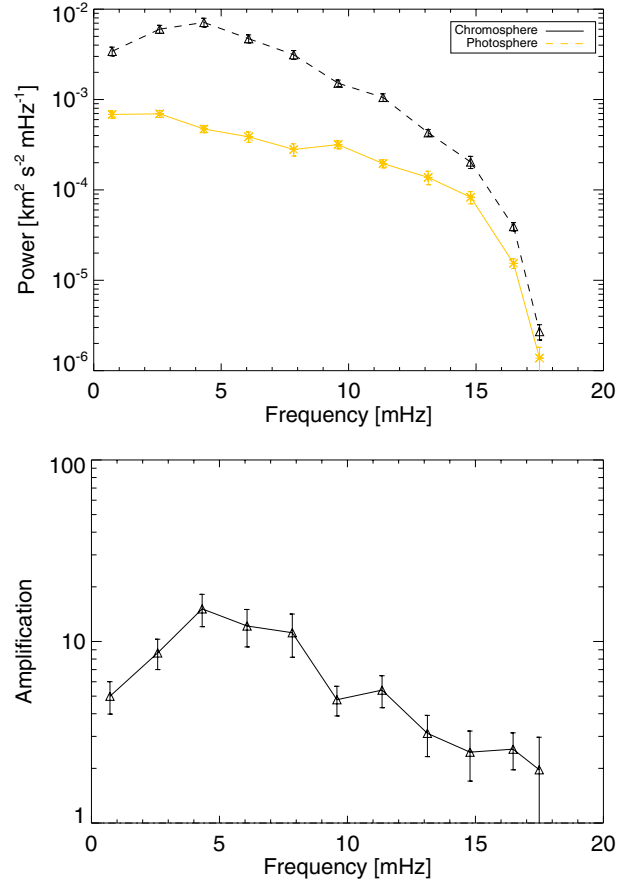 10^-2
10^-3
10^-4
10^-5
10^-6
Power [km^2 s^-2 mHz^-1]
Chromosphere
Photosphere
0 5 10 15 20
Frequency [mHz]
100
10
1
Amplification
0 5 10 15 20
Frequency [mHz]